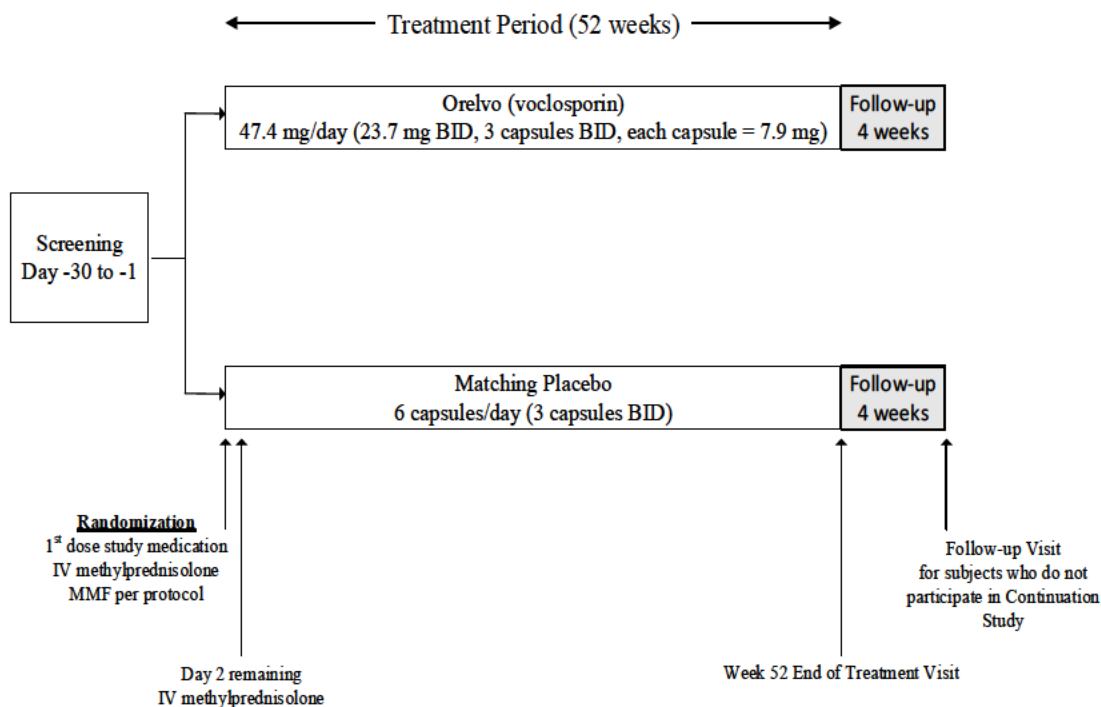 Treatment Period (52 weeks)
Orelvo (voclosporin)
47.4 mg/day (23.7 mg BID, 3 capsules BID, each capsule = 7.9 mg)
Follow-up
4 weeks
Screening
Day -30 to -1
Matching Placebo
6 capsules/day (3 capsules BID)
Follow-up
4 weeks
Randomization
1st dose study medication
IV methylprednisolone
MMF per protocol
Follow-up Visit
for subjects who do not
participate in Continuation
Study
Day 2 remaining
IV methylprednisolone
Week 52 End of Treatment Visit